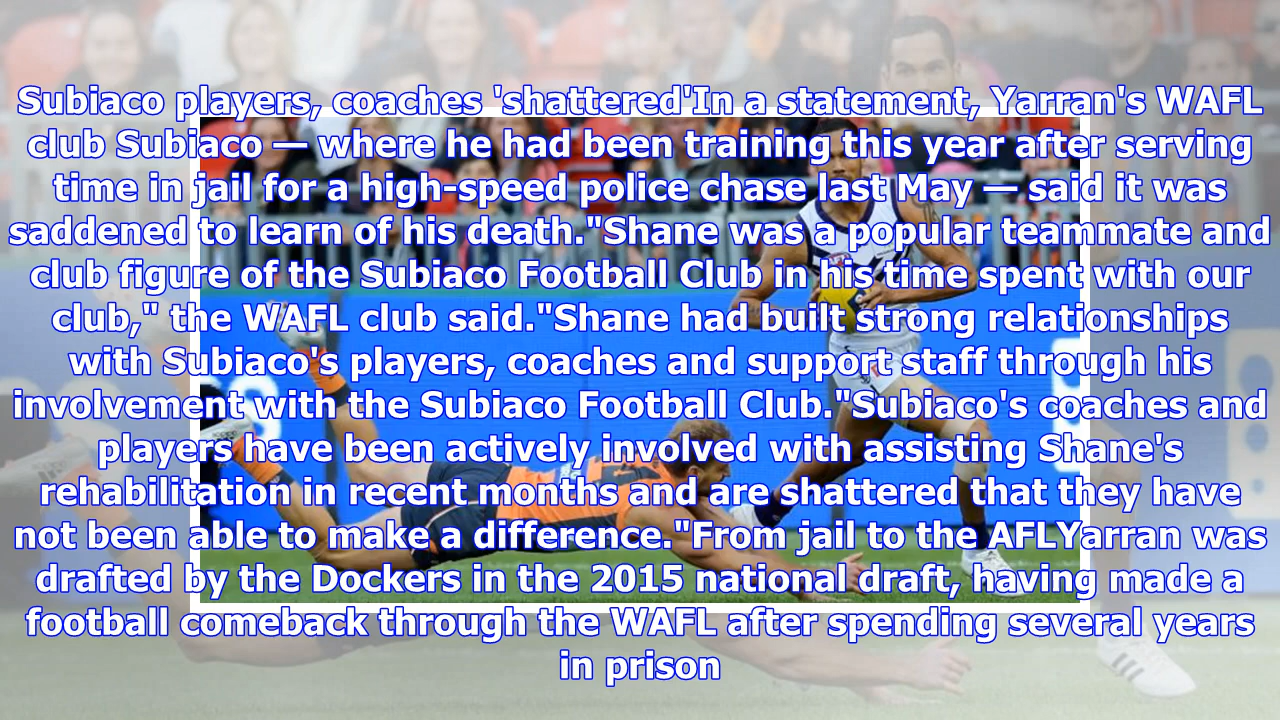 Subiaco players, coaches 'shattered'In a statement, Yarran's WAFL
club Subiaco — where he had been training this year after serving
time in jail for a high-speed police chase last May — said it was
saddened to learn of his death."Shane was a popular teammate and
club figure of the Subiaco Football Club in his time spent with our
club," the WAFL club said."Shane had built strong relationships
with Subiaco's players, coaches and support staff through his
involvement with the Subiaco Football Club."Subiaco's coaches and
players have been actively involved with assisting Shane's
rehabilitation in recent months and are shattered that they have
not been able to make a difference."From jail to the AFLYarran was
drafted by the Dockers in the 2015 national draft, having made a
football comeback through the WAFL after spending several years
in prison